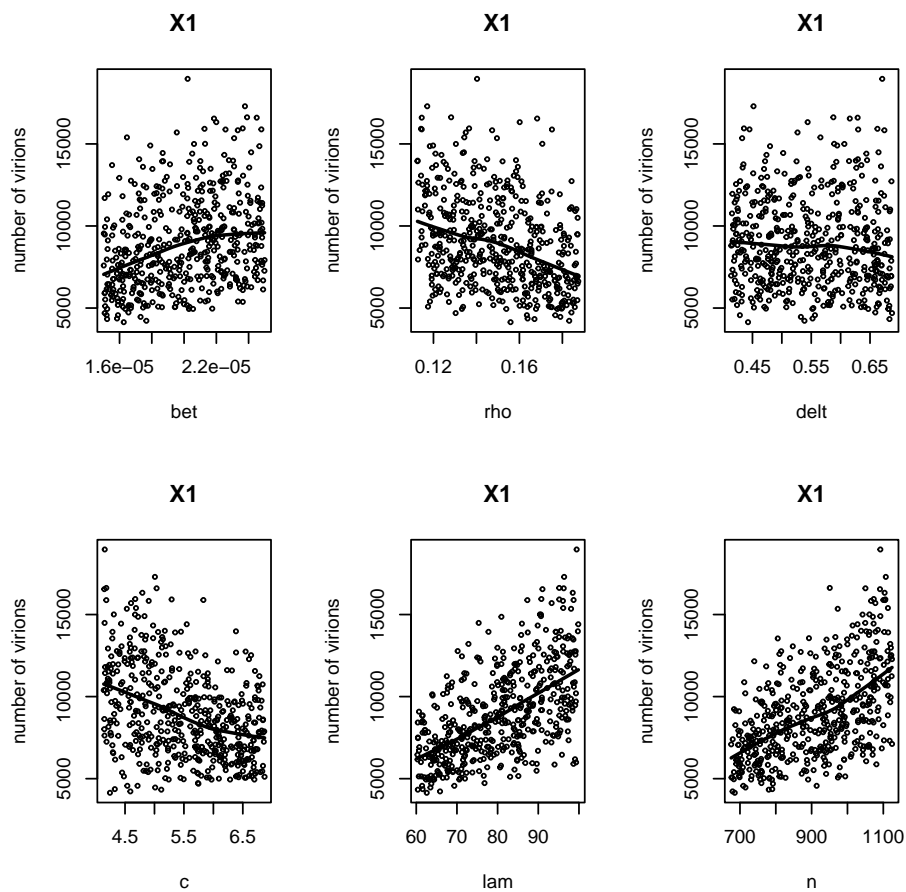 X1
number of virions
15000
10000
5000
1.6e−05 2.2e−05
bet
X1
number of virions
15000
10000
5000
0.12 0.16
rho
X1
number of virions
15000
10000
5000
0.45 0.55 0.65
delt
X1
number of virions
15000
10000
5000
4.5 5.5 6.5
c
X1
number of virions
15000
10000
5000
60 70 80 90
lam
X1
number of virions
15000
10000
5000
700 900 1100
n